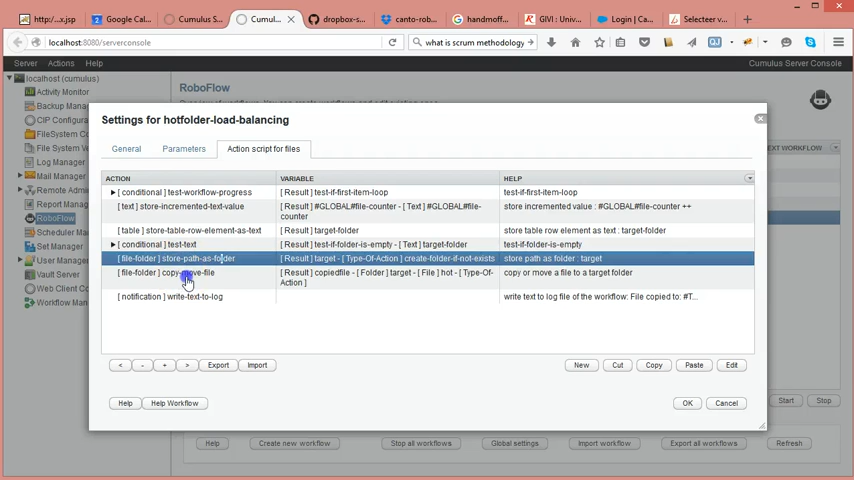 http:/...x.jsp
Google Cal...
Cumulus S...
Cumul...
dropbox-s...
canto-rob...
handmoff...
GIVI : Univ...
Login | Ca...
Selecteer v...
localhost:8080/serverconsole
what is scrum methodology
Server Actions Help
Cumulus Server Console
localhost (cumulus)
Activity Monitor
Backup Mana
CIP Configura
FileSystem Co
File System V
Log Manager
Mail Manager
Remote Admi
Report Manag
RoboFlow
Scheduler Ma
Set Manager
User Manage
Vault Server
Web Client Co
Workflow Man
RoboFlow
EXT WORKFLOW
Settings for hotfolder-load-balancing
General Parameters Action script for files
ACTION VARIABLE HELP
[ conditional ] test-workflow-progress [ Result ] test-if-first-item-loop test-if-first-item-loop
[ text] store-incremented-text-value [ Result ] #GLOBAL#file-counter - [ Text ] #GLOBAL#file-counter store incremented value : #GLOBAL#file-counter ++
[ table ] store-table-row-element-as-text [ Result ] target-folder store table row element as text : target-folder
[ conditional ] test-text [ Result ] test-if-folder-is-empty - [ Text ] target-folder test-if-folder-is-empty
[ file-folder ] store-path-as-folder [ Result ] target - [ Type-Of-Action ] create-folder-if-not-exists store path as folder : target
[ file-folder ] copy-move-file [ Result ] copiedfile - [ Folder ] target - [ File ] hot - [ Type-Of-Action ] copy or move a file to a target folder
[ notification ] write-text-to-log write text to log file of the workflow: File copied to: #T...
< - + > Export Import New Cut Copy Paste Edit
Help Help Workflow OK Cancel
Start Stop
Help Create new workflow Stop all workflows Global settings Import workflow Export all workflows Refresh